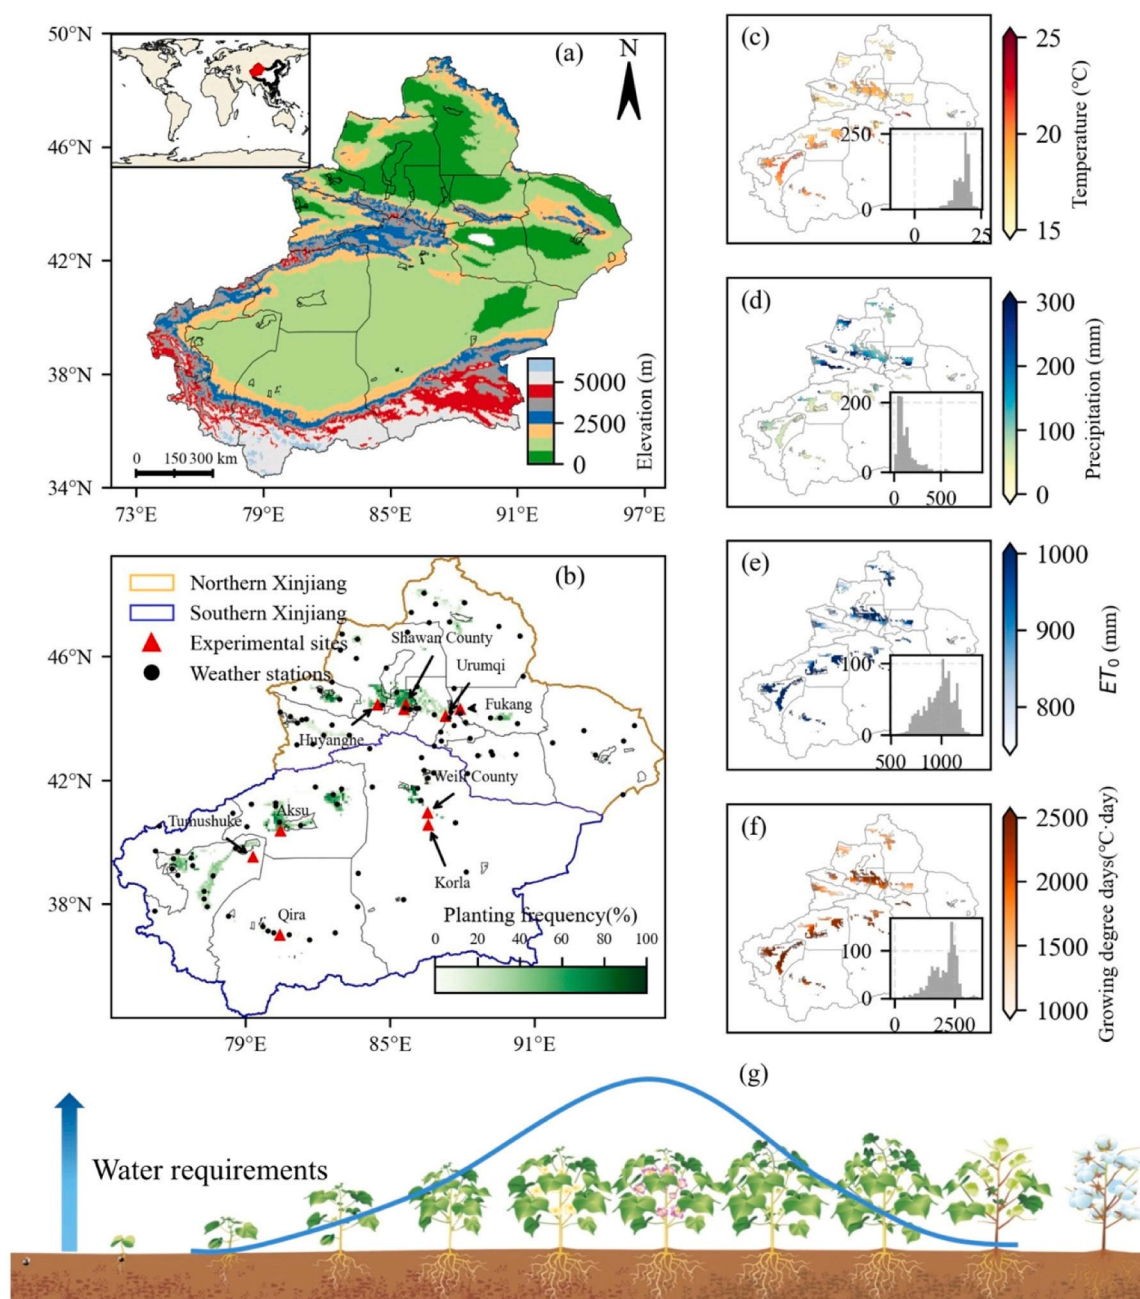 50°N
46°N
42°N
38°N
34°N
73°E
79°E
85°E
91°E
97°E
(a)
N
5000
2500
0
Elevation (m)
0 150 300 km
(b)
Northern Xinjiang
Southern Xinjiang
Experimental sites
Weather stations
Shawan County
Urumqi
Fukang
Huyanghe
Weili County
Aksu
Tumushuke
Korla
Qira
Planting frequency(%)
0 20 40 60 80 100
46°N
42°N
38°N
79°E
85°E
91°E
(c)
250
0
0 25
25
20
15
Temperature (°C)
(d)
200
0
0 500
300
200
100
0
Precipitation (mm)
(e)
100
0
500 1000
1000
900
800
ET0 (mm)
(f)
100
0
0 2500
2500
2000
1500
1000
Growing degree days(°C·day)
(g)
Water requirements